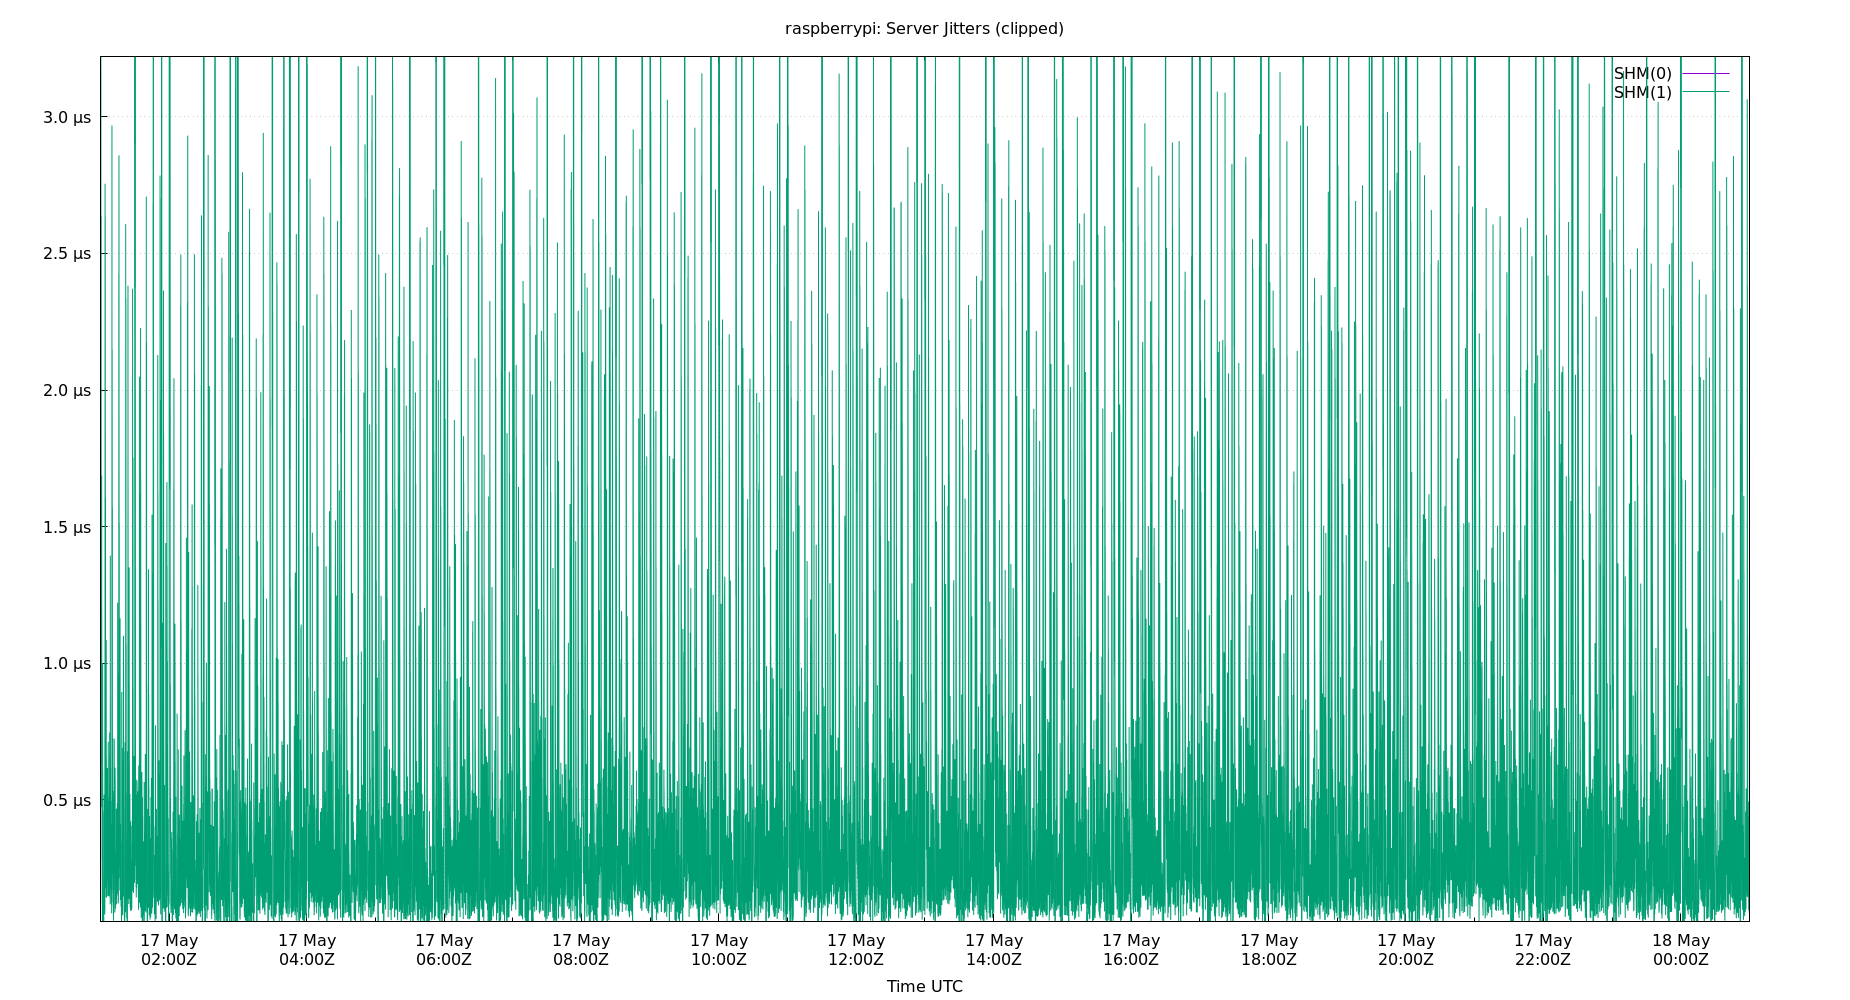 raspberrypi: Server Jitters (clipped)
SHM(0)
SHM(1)
3.0 µs
2.5 µs
2.0 µs
1.5 µs
1.0 µs
0.5 µs
17 May 17 May 17 May 17 May 17 May 17 May 17 May 17 May 17 May 17 May 17 May 18 May
02:00Z 04:00Z 06:00Z 08:00Z 10:00Z 12:00Z 14:00Z 16:00Z 18:00Z 20:00Z 22:00Z 00:00Z
Time UTC